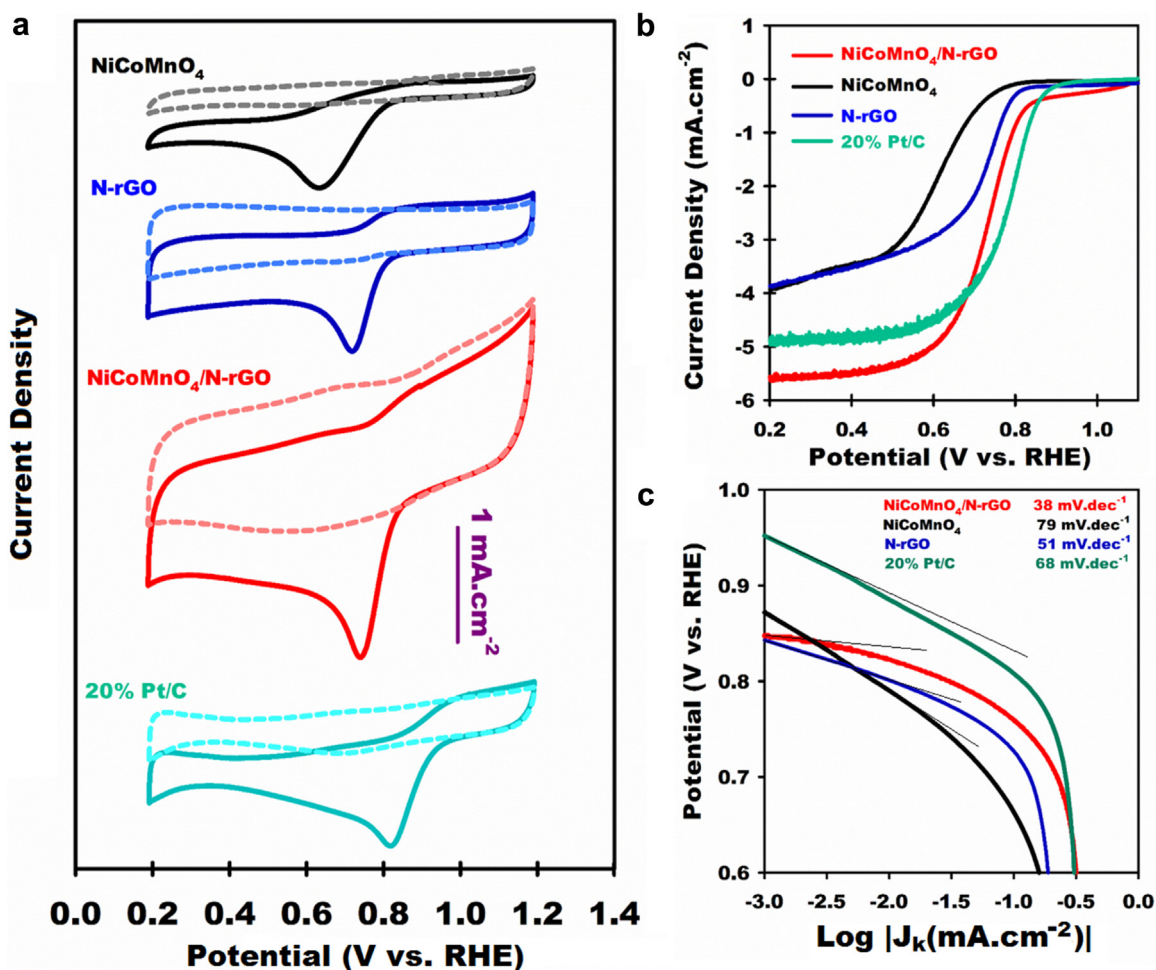 a
NiCoMnO₄
N-rGO
NiCoMnO₄/N-rGO
1 mA.cm⁻²
20% Pt/C
Current Density
0.0 0.2 0.4 0.6 0.8 1.0 1.2 1.4
Potential (V vs. RHE)
b
NiCoMnO₄/N-rGO
NiCoMnO₄
N-rGO
20% Pt/C
Current Density (mA.cm⁻²)
1
0
-1
-2
-3
-4
-5
-6
0.2 0.4 0.6 0.8 1.0
Potential (V vs. RHE)
c
NiCoMnO₄/N-rGO 38 mV.dec⁻¹
NiCoMnO₄ 79 mV.dec⁻¹
N-rGO 51 mV.dec⁻¹
20% Pt/C 68 mV.dec⁻¹
Potential (V vs. RHE)
1.0
0.9
0.8
0.7
0.6
-3.0 -2.5 -2.0 -1.5 -1.0 -0.5 0.0
Log |Jₖ(mA.cm⁻²)|